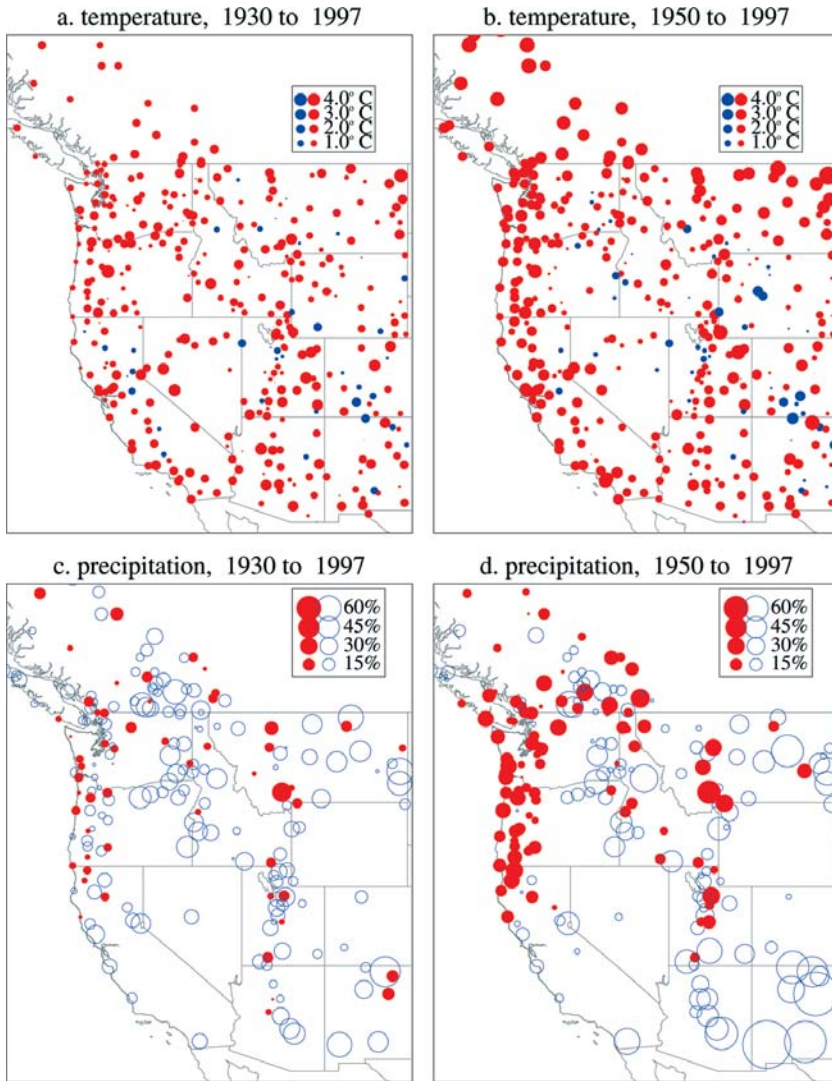 a. temperature, 1930 to 1997
4.0° C
3.0° C
2.0° C
1.0° C
b. temperature, 1950 to 1997
4.0° C
3.0° C
2.0° C
1.0° C
c. precipitation, 1930 to 1997
60%
45%
30%
15%
d. precipitation, 1950 to 1997
60%
45%
30%
15%